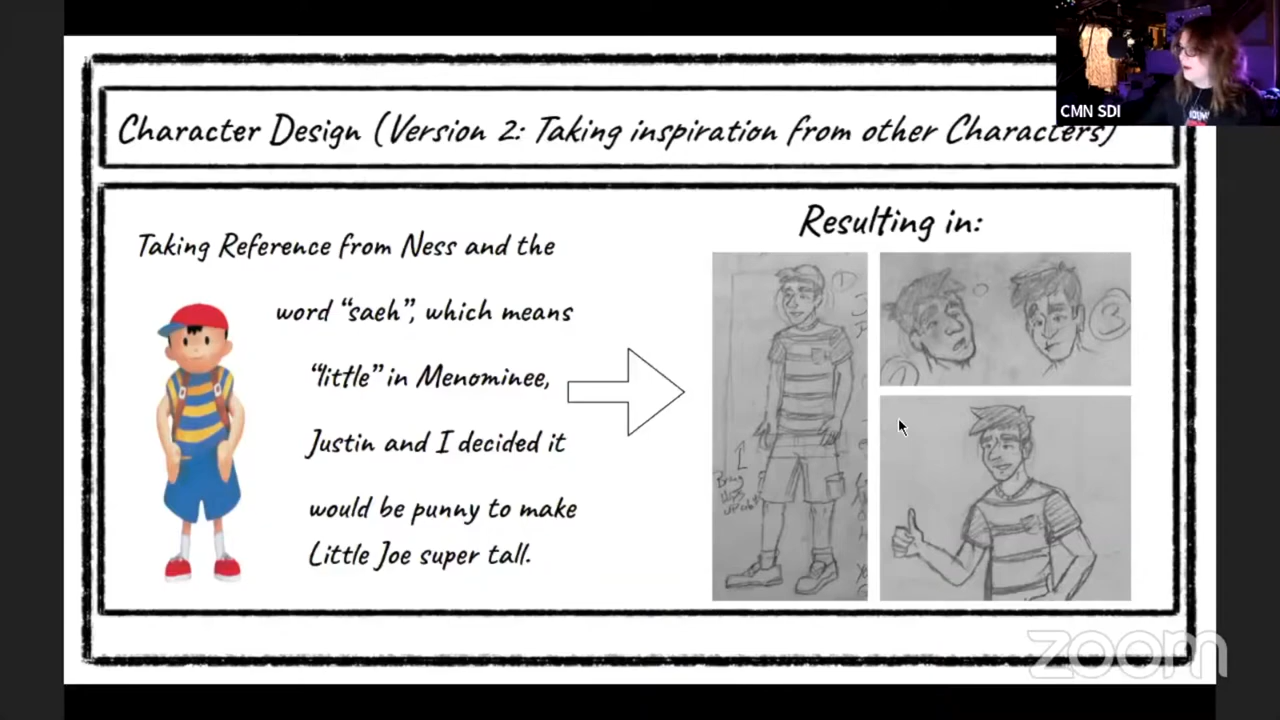 CMN SDI
Character Design (Version 2: Taking inspiration from other Characters)
Taking Reference from Ness and the
word “saeh”, which means
“little” in Menominee,
Justin and I decided it
would be punny to make
Little Joe super tall.
Resulting in:
1
3
zoom